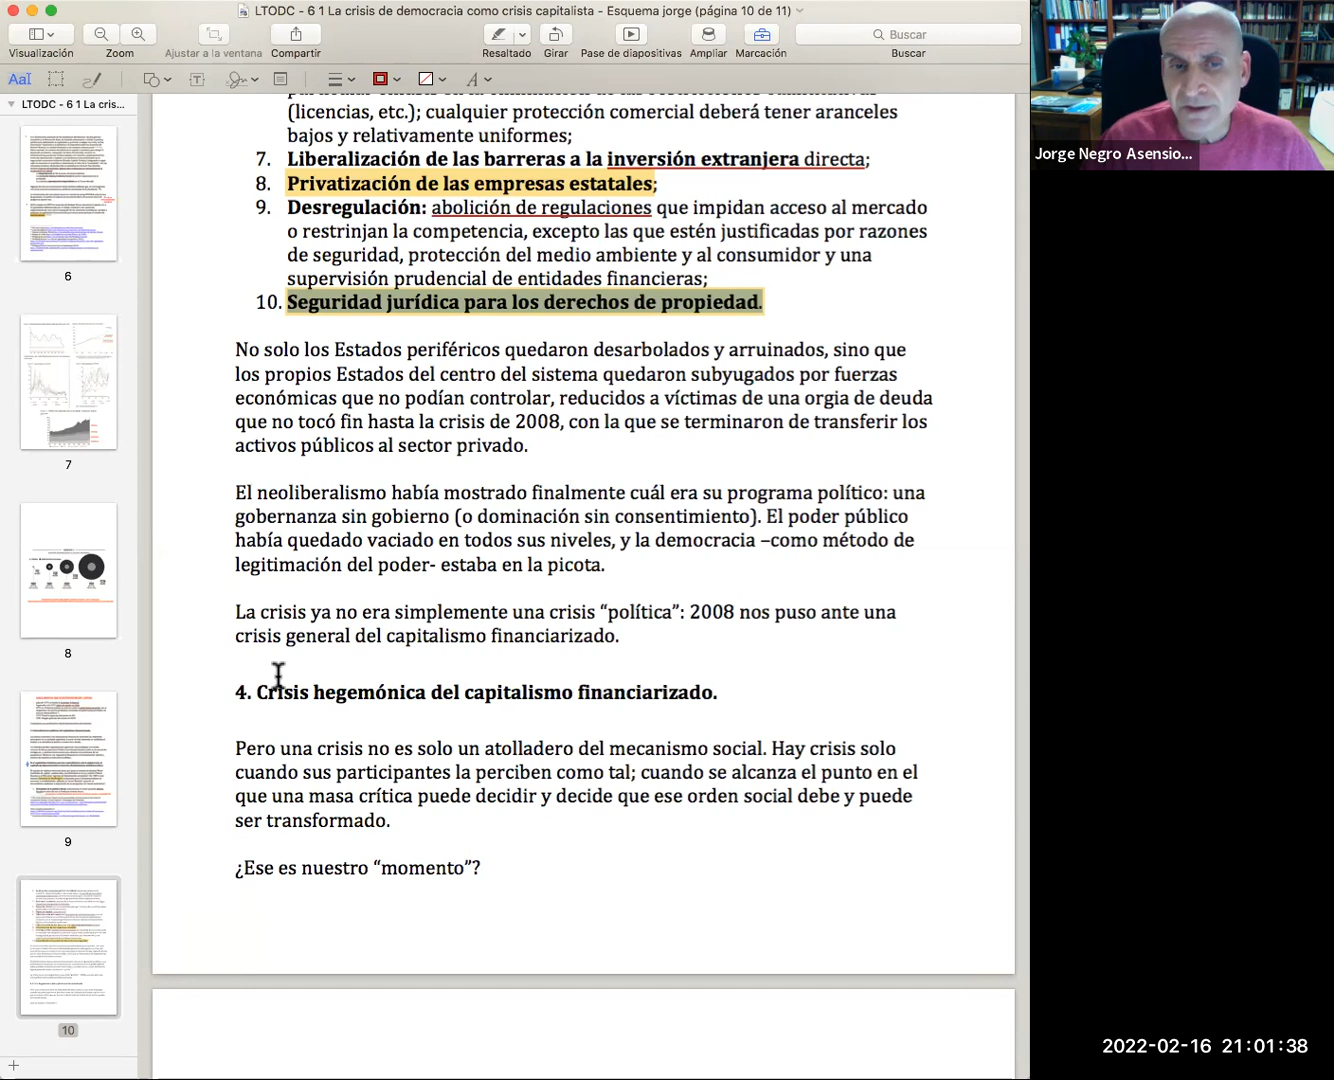 LTODC - 6 1 La crisis de democracia como crisis capitalista - Esquema jorge (página 10 de 11)
Visualización
Zoom
Ajustar a la ventana
Compartir
Resaltado
Girar
Pase de diapositivas
Ampliar
Marcación
Buscar
Buscar
AaI
LTODC - 6 1 La cris...
6
7
8
9
10
(licencias, etc.); cualquier protección comercial deberá tener aranceles
bajos y relativamente uniformes;
7. Liberalización de las barreras a la inversión extranjera directa;
8. Privatización de las empresas estatales;
9. Desregulación: abolición de regulaciones que impidan acceso al mercado
o restrinjan la competencia, excepto las que estén justificadas por razones
de seguridad, protección del medio ambiente y al consumidor y una
supervisión prudencial de entidades financieras;
10. Seguridad jurídica para los derechos de propiedad.
No solo los Estados periféricos quedaron desarbolados y arruinados, sino que
los propios Estados del centro del sistema quedaron subyugados por fuerzas
económicas que no podían controlar, reducidos a víctimas de una orgia de deuda
que no tocó fin hasta la crisis de 2008, con la que se terminaron de transferir los
activos públicos al sector privado.
El neoliberalismo había mostrado finalmente cuál era su programa político: una
gobernanza sin gobierno (o dominación sin consentimiento). El poder público
había quedado vaciado en todos sus niveles, y la democracia –como método de
legitimación del poder- estaba en la picota.
La crisis ya no era simplemente una crisis “política”: 2008 nos puso ante una
crisis general del capitalismo financiarizado.
4. Crisis hegemónica del capitalismo financiarizado.
Pero una crisis no es solo un atolladero del mecanismo social. Hay crisis solo
cuando sus participantes la perciben como tal; cuando se alcanza el punto en el
que una masa crítica puede decidir y decide que ese orden social debe y puede
ser transformado.
¿Ese es nuestro “momento”?
Jorge Negro Asensio...
2022-02-16 21:01:38